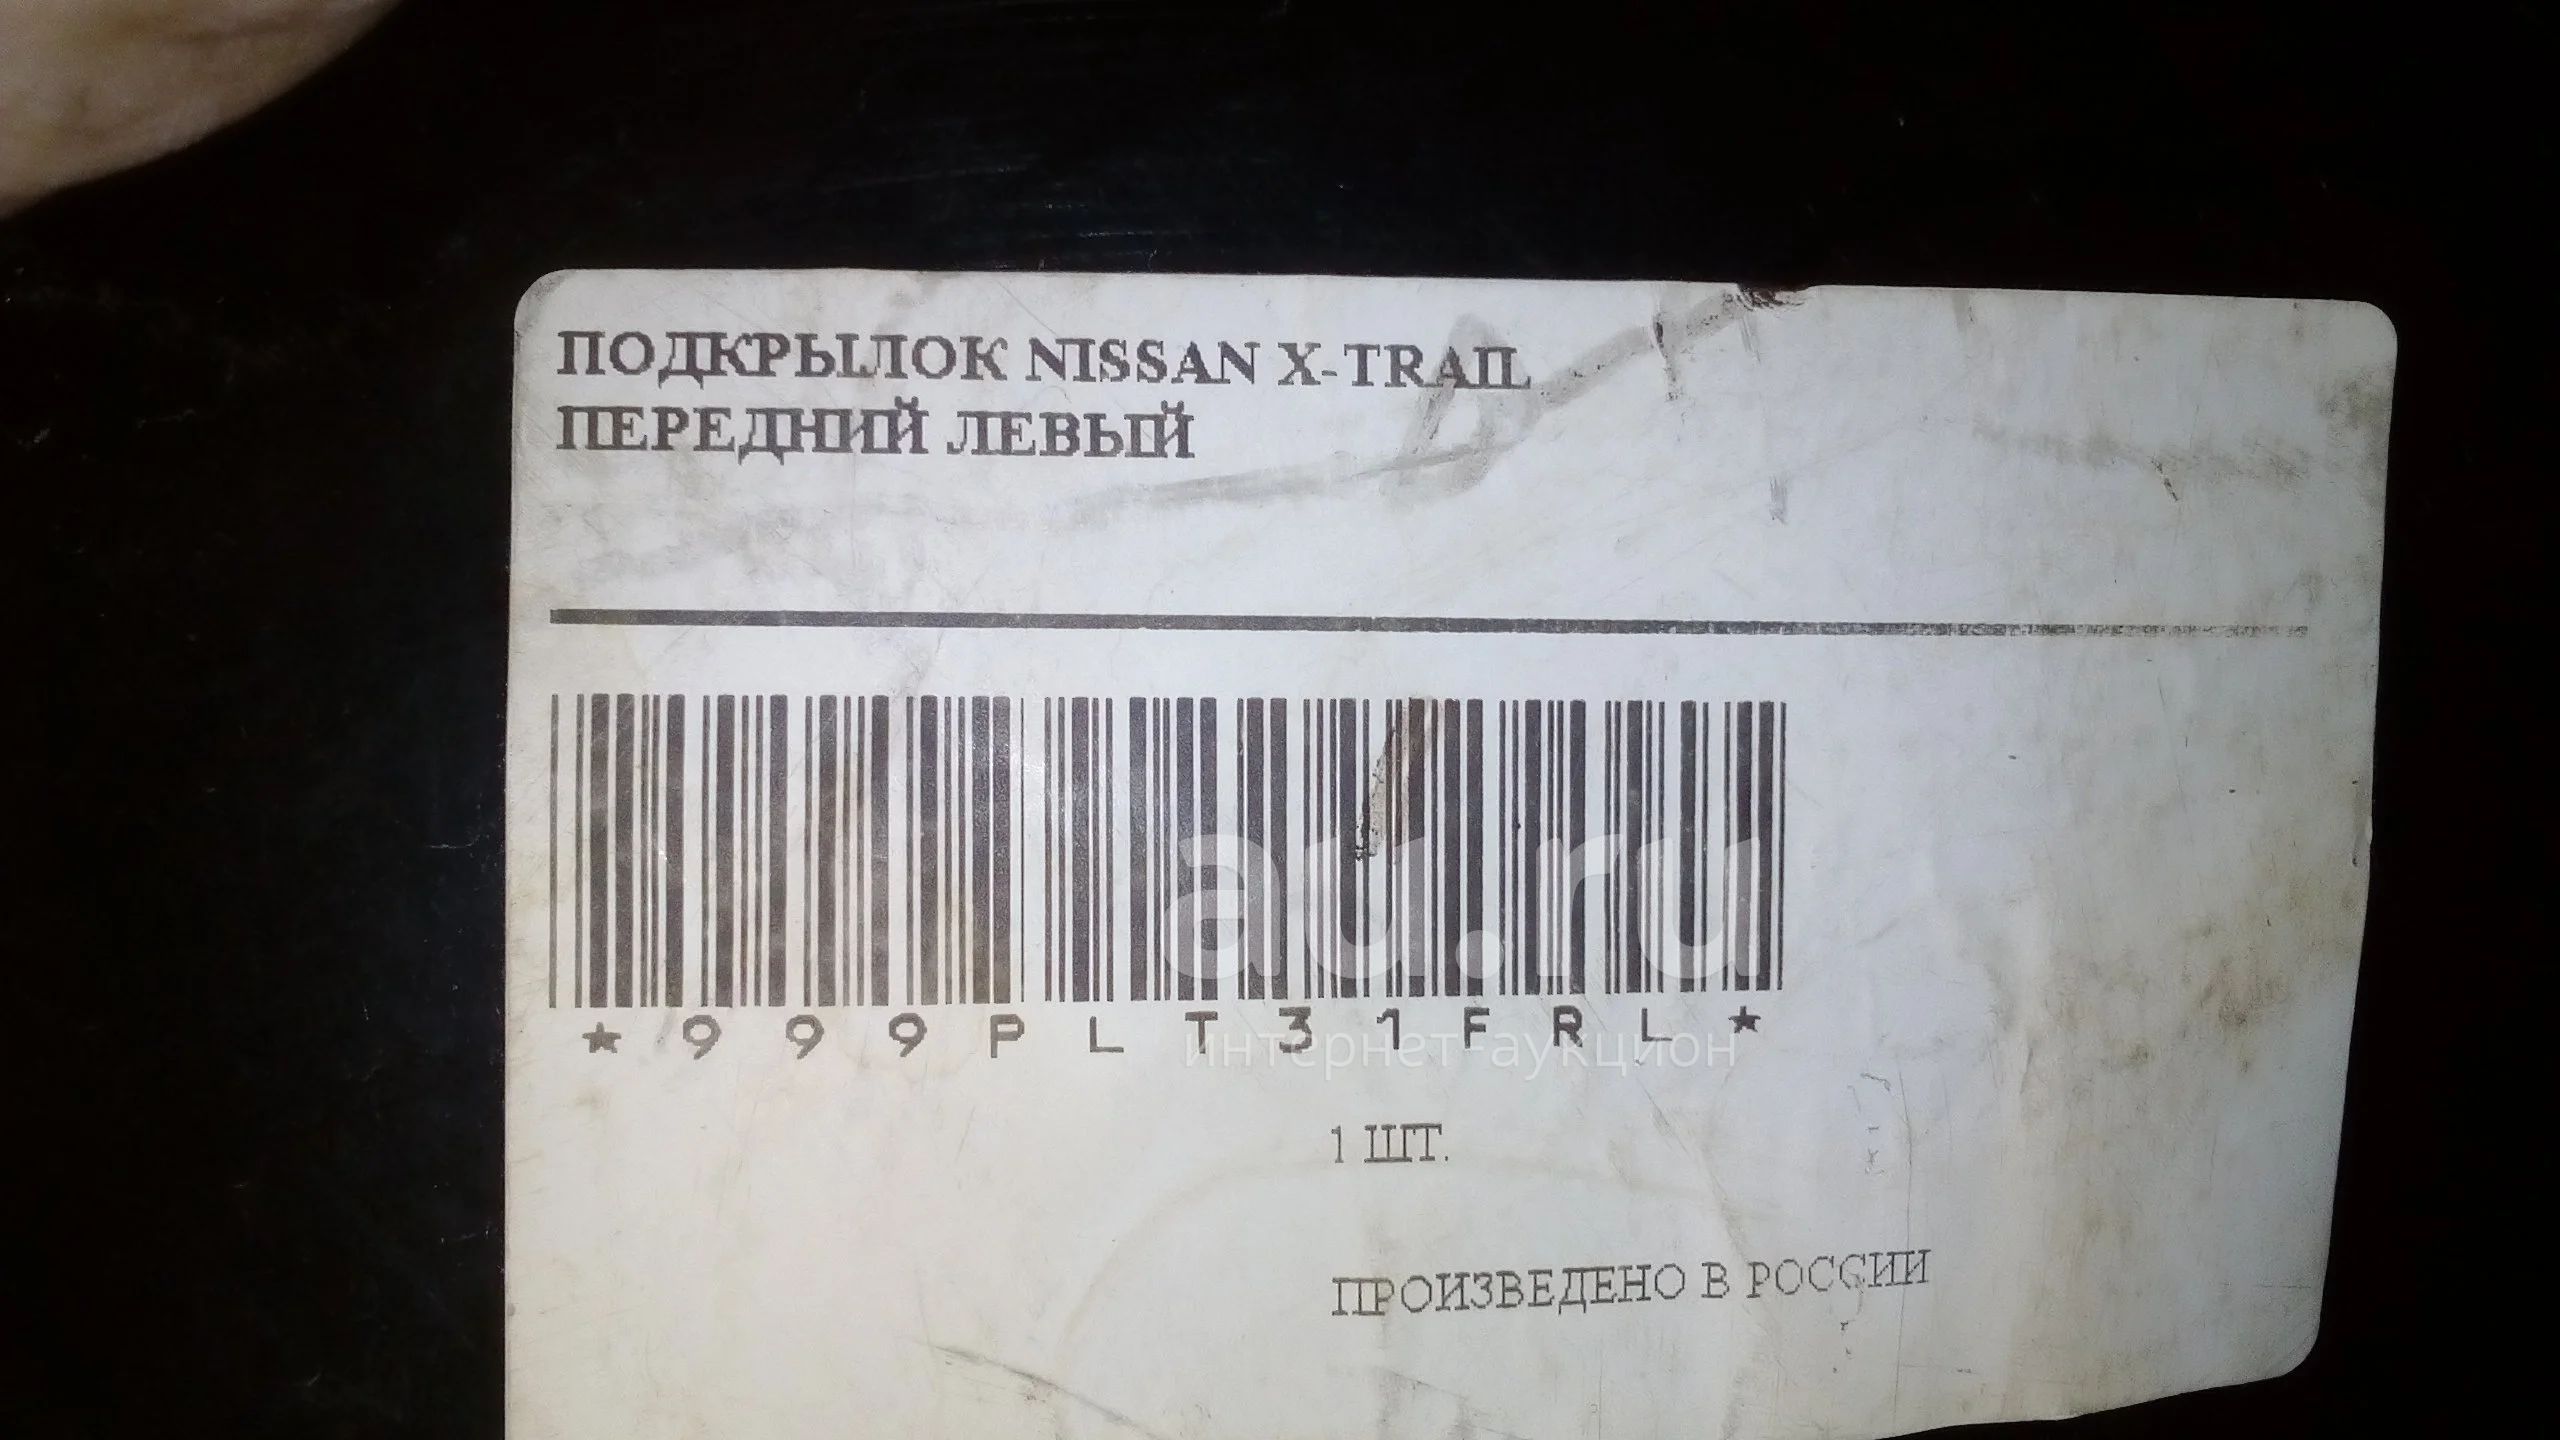 ПОДКРЫЛОК NISSAN X-TRAIL
ПЕРЕДНИЙ ЛЕВЫЙ
au.ru
*999PLT31FRL*
интернет-аукцион
1 ШТ.
ПРОИЗВЕДЕНО В РОССИИ